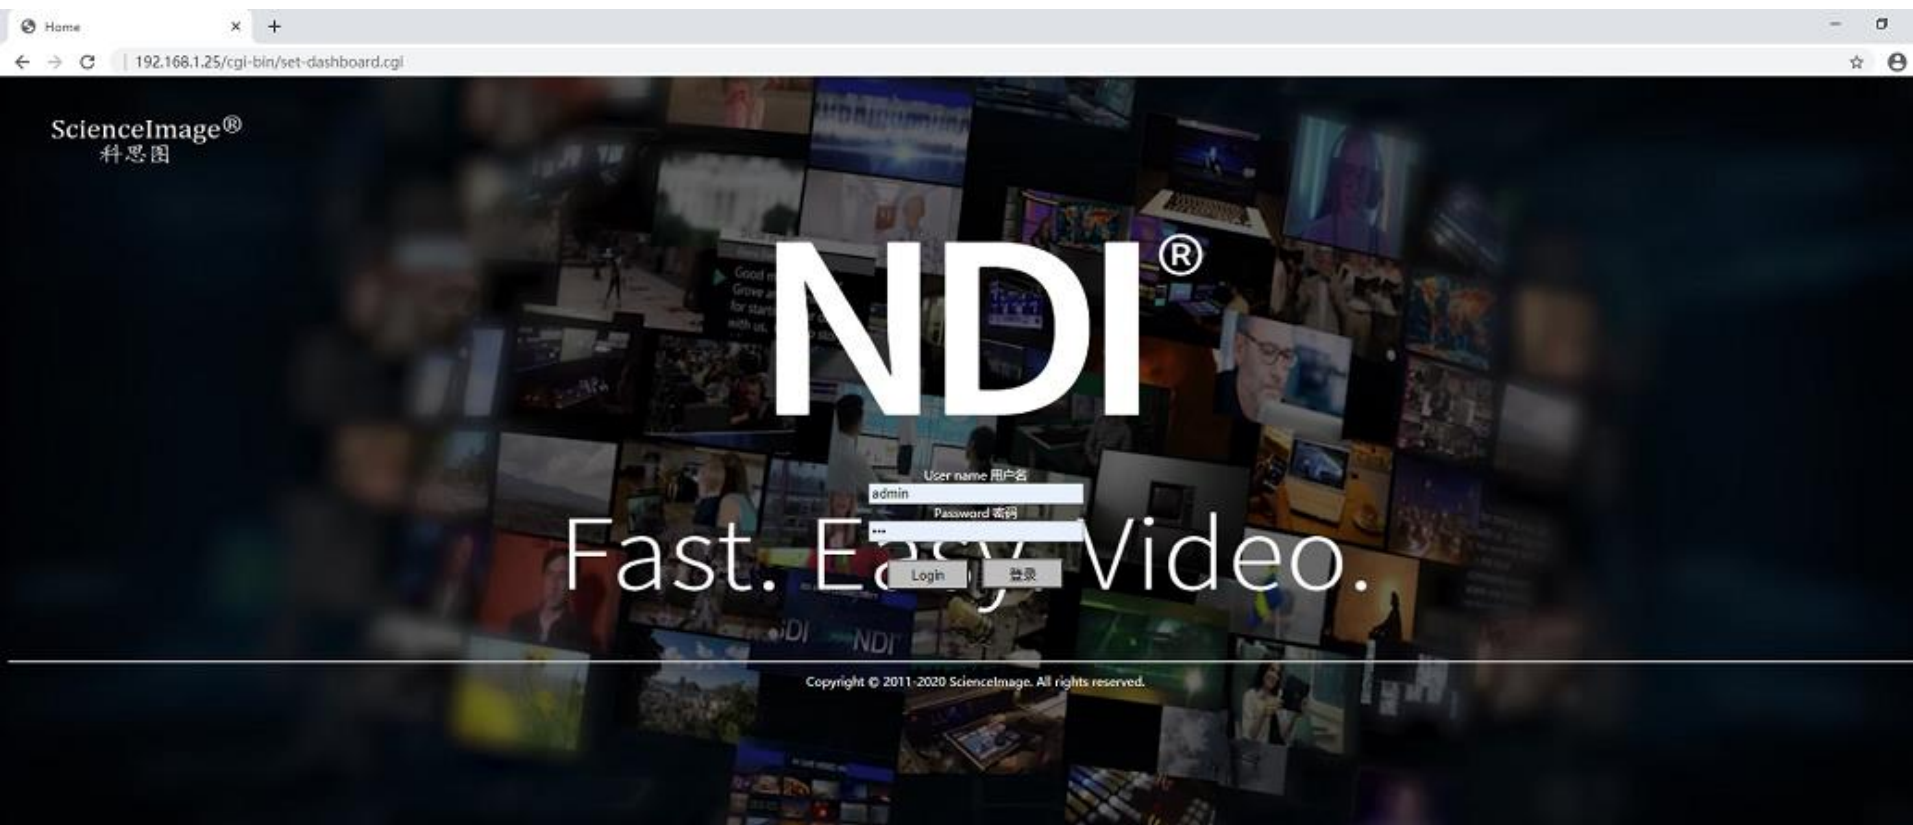 Home
192.168.1.25/cgi-bin/set-dashboard.cgi
ScienceImage®
科思图
NDI®
User name 用户名
admin
Password 密码
•••
Fast. Easy. Video.
Login 登录
NDI
Copyright © 2011-2020 ScienceImage. All rights reserved.